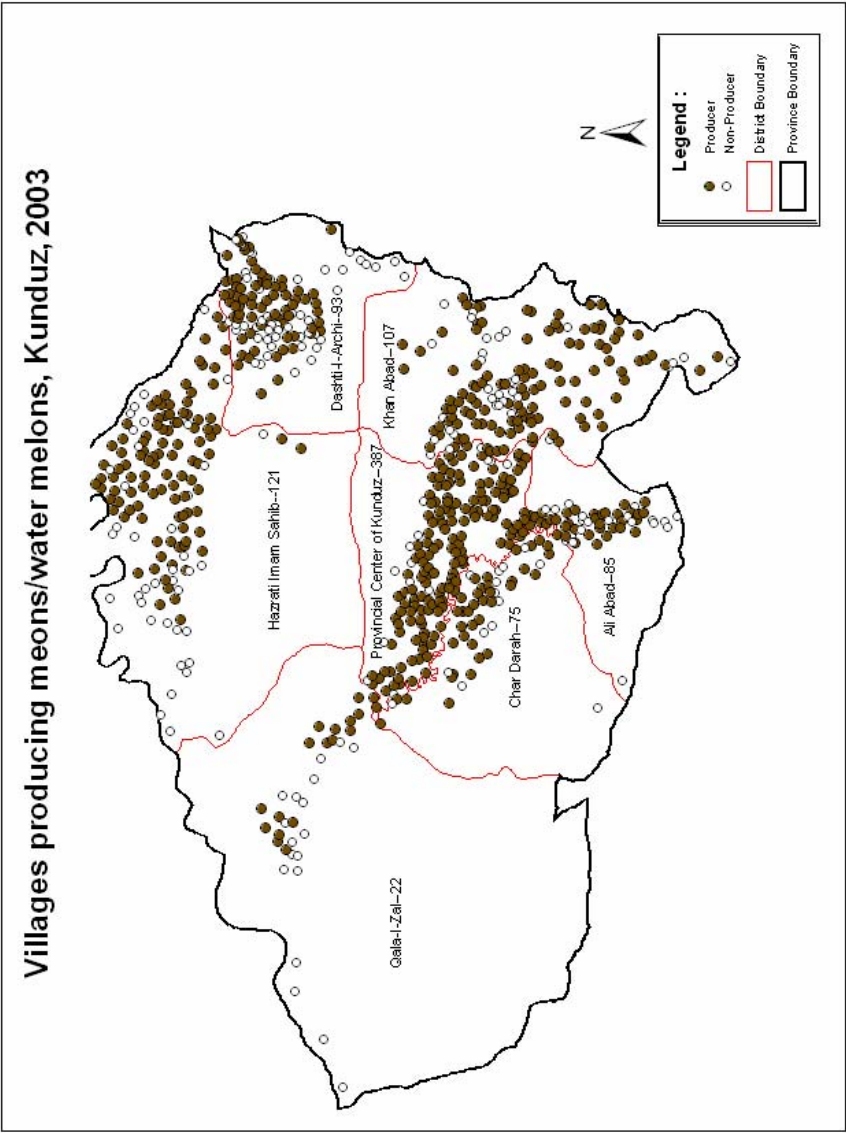 Villages producing meons/water melons, Kunduz, 2003
Hazrati Imam Sahib--121
Dashti-I-Archi--93
Khan Abad--107
Provincial Center of Kunduz--387
Qala-I-Zal--22
Char Darah--75
Ali Abad--85
N
Legend :
Producer
Non-Producer
District Boundary
Province Boundary